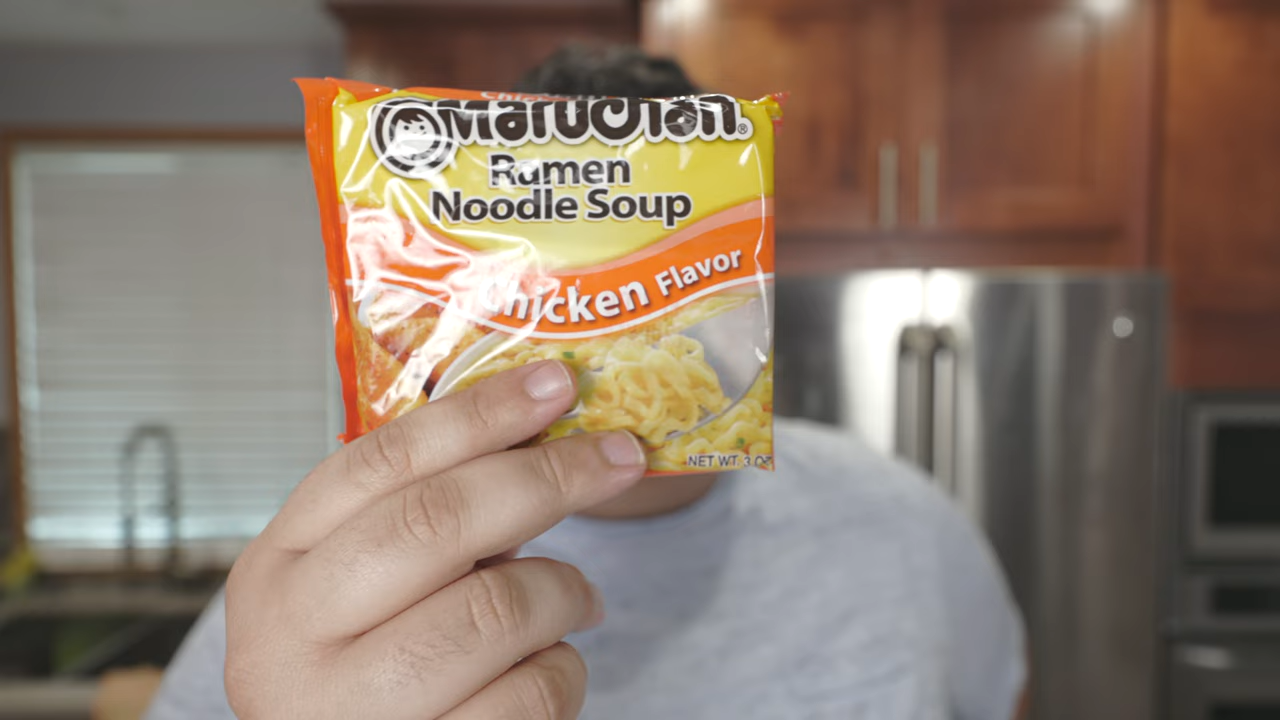 Maruchan®
Ramen
Noodle Soup
Chicken Flavor
NET WT. 3 OZ